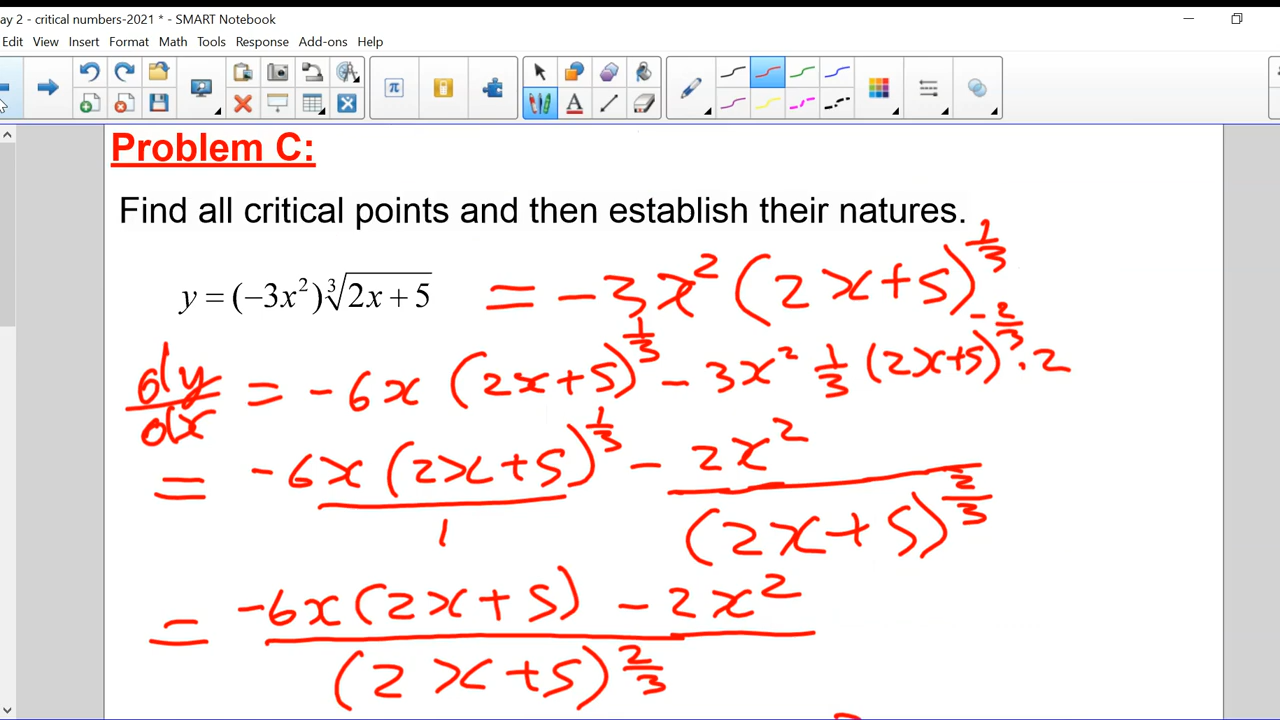 ay 2 - critical numbers-2021 * - SMART Notebook
Edit View Insert Format Math Tools Response Add-ons Help
π
A
Problem C:
Find all critical points and then establish their natures.
y = (−3x²)∛(2x + 5) = −3x² (2x+5)^(1/3)
dy/dx = −6x (2x+5)^(1/3) − 3x² 1/3 (2x+5)^(−2/3) · 2
= −6x(2x+5)^(1/3)/1 − 2x²/(2x+5)^(2/3)
= (−6x(2x+5) − 2x²)/(2x+5)^(2/3)